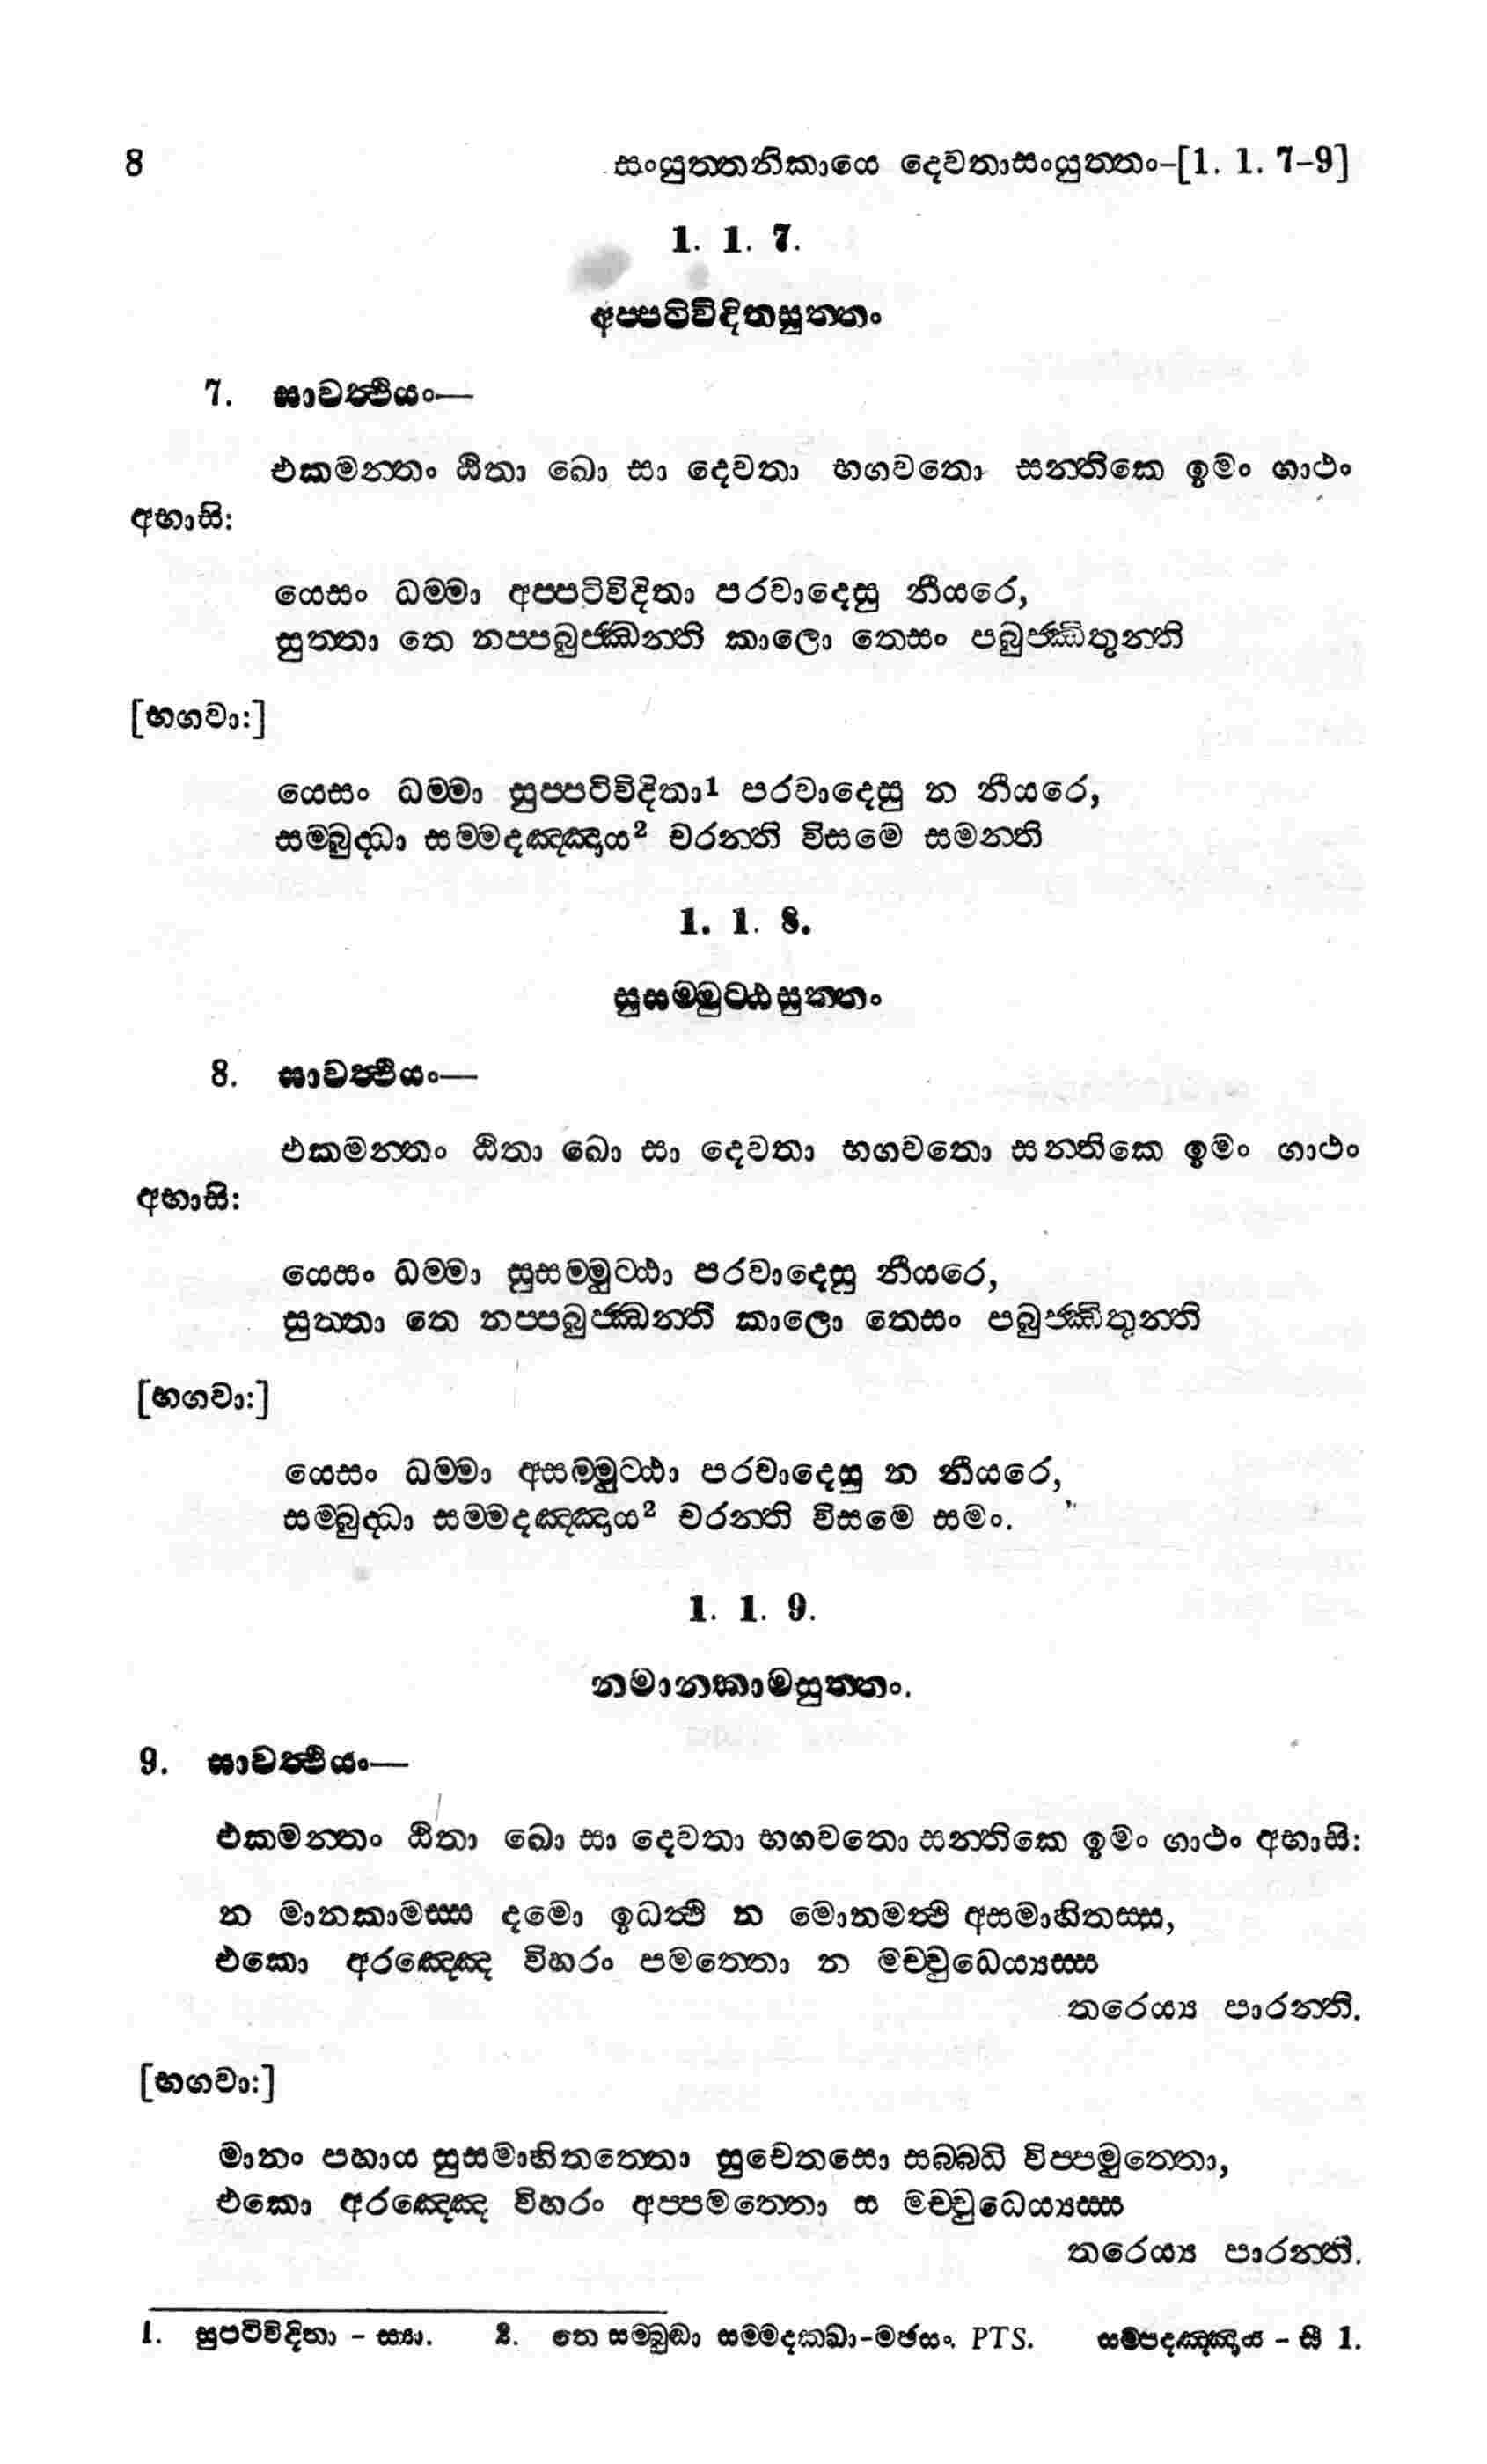 8 සංයුත්තනිකායෙ දෙවතාසංයුත්තං-[1. 1. 7-9]
1. 1. 7.
අප්පටිවිදිතසුත්තං
7. සාවත්ථියං—
එකමන්තං ඨිතා ඛො සා දෙවතා භගවතො සන්තිකෙ ඉමං ගාථං
අභාසි:
යෙසං ධම්මා අප්පටිවිදිතා පරවාදෙසු නීයරෙ,
සුත්තා තෙ නප්පබුජ්ඣන්ති කාලො තෙසං පබුජ්ඣිතුන්ති
[භගවා:]
යෙසං ධම්මා සුප්පටිවිදිතා¹ පරවාදෙසු න නීයරෙ,
සම්බුද්ධා සම්මදඤ්ඤාය² චරන්ති විසමෙ සමන්ති
1. 1. 8.
සුසම්මුට්ඨසුත්තං
8. සාවත්ථියං—
එකමන්තං ඨිතා ඛො සා දෙවතා භගවතො සන්තිකෙ ඉමං ගාථං
අභාසි:
යෙසං ධම්මා සුසම්මුට්ඨා පරවාදෙසු නීයරෙ,
සුත්තා තෙ නප්පබුජ්ඣන්ති කාලො තෙසං පබුජ්ඣිතුන්ති
[භගවා:]
යෙසං ධම්මා අසම්මුට්ඨා පරවාදෙසු න නීයරෙ,
සම්බුද්ධා සම්මදඤ්ඤාය² චරන්ති විසමෙ සමං.
1. 1. 9.
නමානකාමසුත්තං.
9. සාවත්ථියං—
එකමන්තං ඨිතා ඛො සා දෙවතා භගවතො සන්තිකෙ ඉමං ගාථං අභාසි:
න මානකාමස්ස දමො ඉධත්ථි න මොනමත්ථි අසමාහිතස්ස,
එකො අරඤ්ඤෙ විහරං පමත්තො න මච්චුධෙය්‍යස්ස
තරෙය්‍ය පාරන්ති.
[භගවා:]
මානං පහාය සුසමාහිතත්තො සුචෙතසො සබ්බධි විප්පමුත්තො,
එකො අරඤ්ඤෙ විහරං අප්පමත්තො ස මච්චුධෙය්‍යස්ස
තරෙය්‍ය පාරන්ති.
1. සුපටිවිදිතා - ස්‍යා. 2. තෙ සම්බුද්ධා සම්මදක්ඛා-මඡසං. PTS. සම්පදඤ්ඤාය - සී 1.